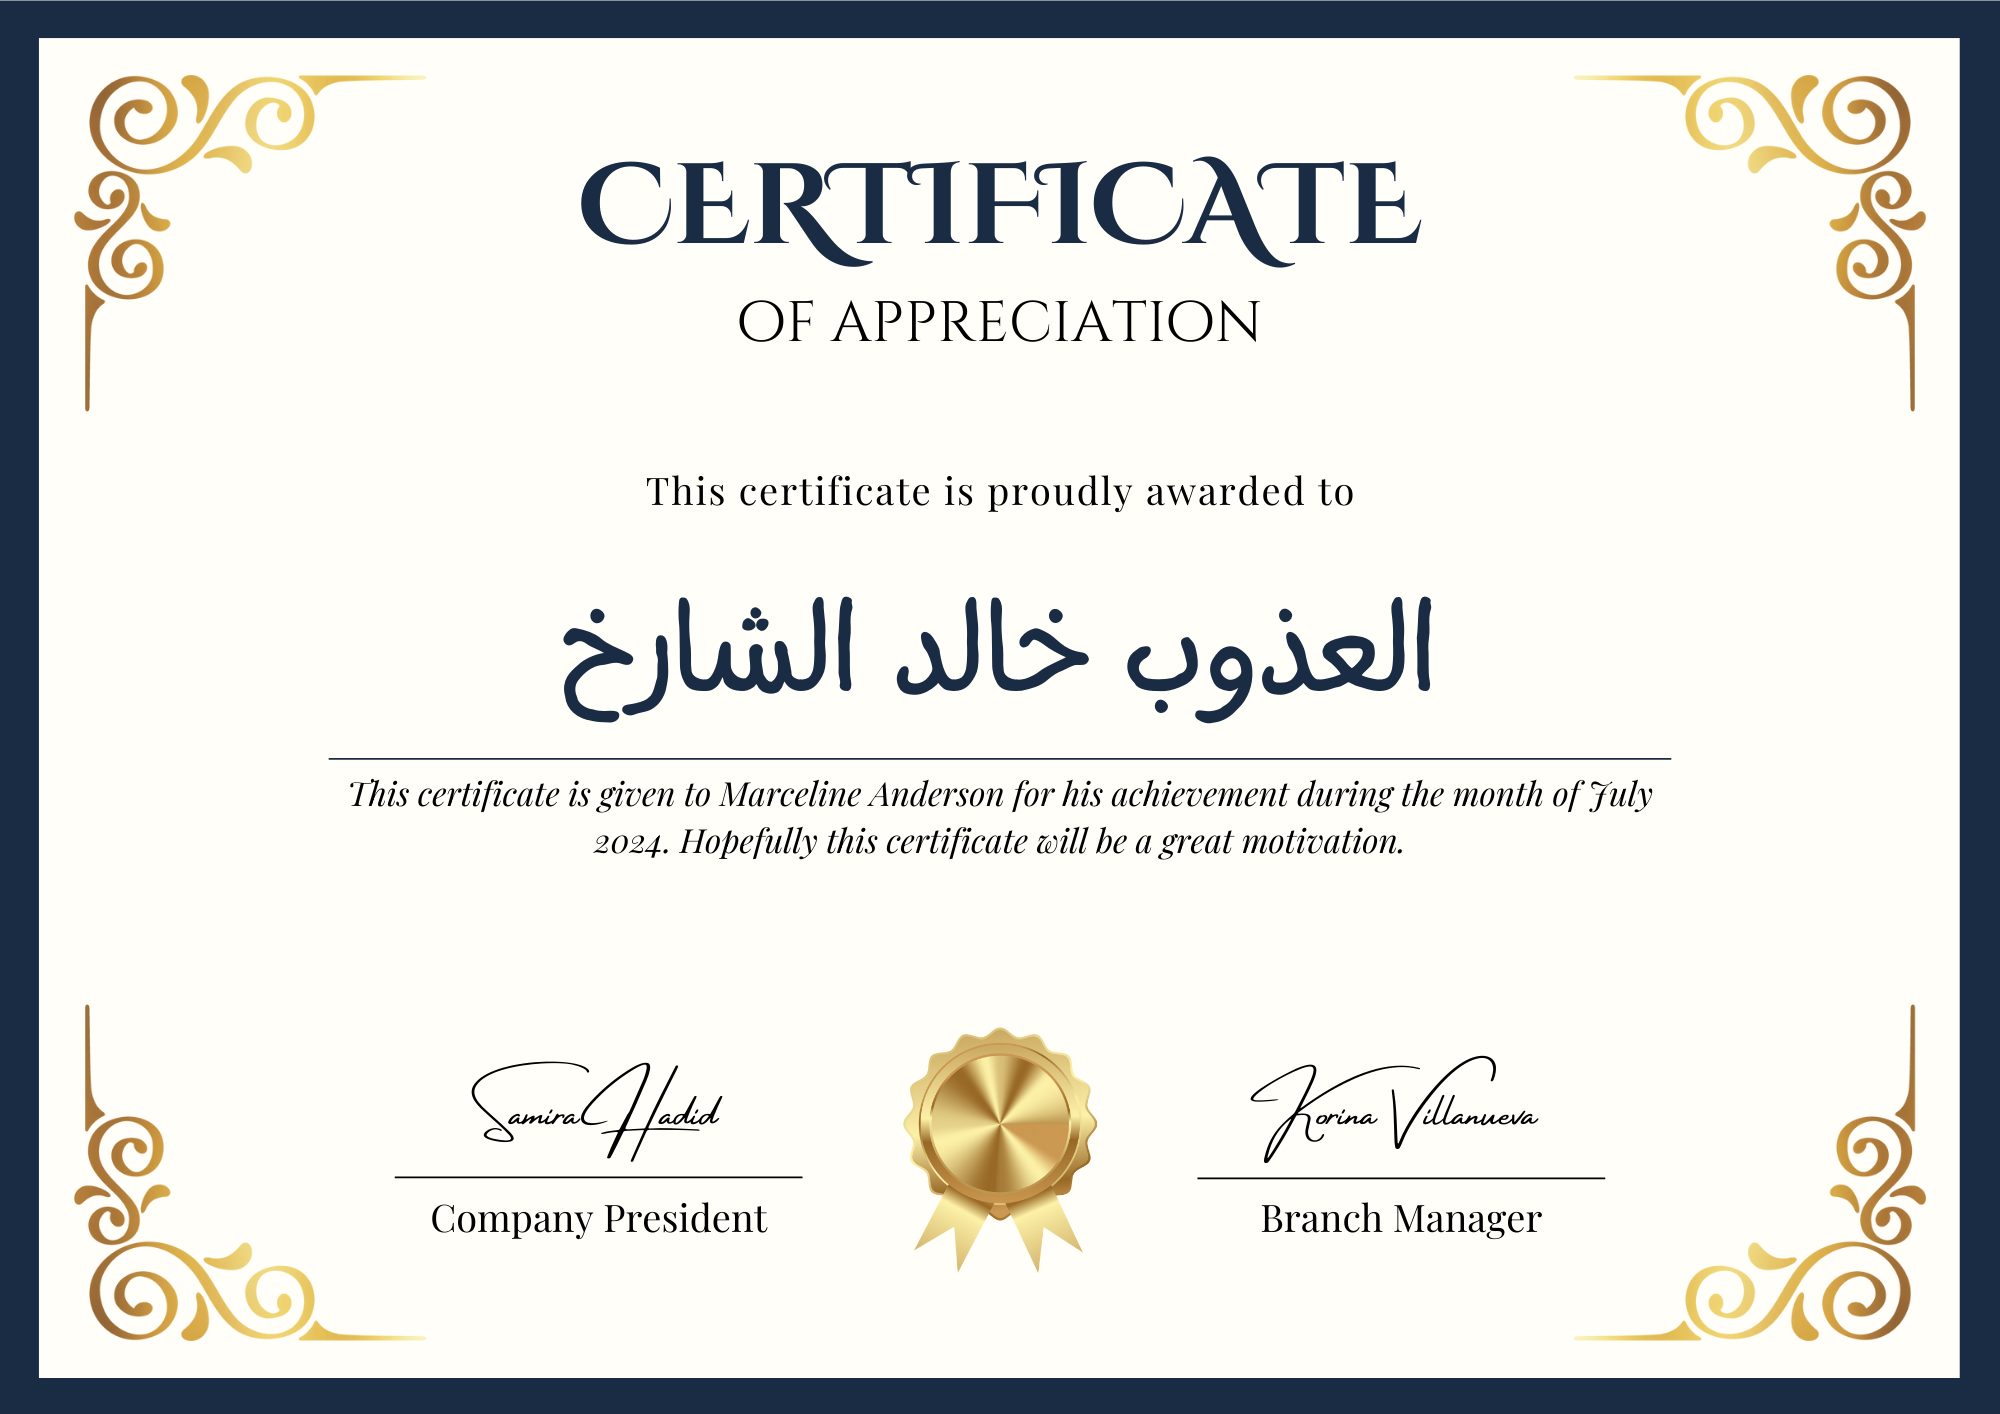 CERTIFICATE
OF APPRECIATION
This certificate is proudly awarded to
العذوب خالد الشارخ
This certificate is given to Marceline Anderson for his achievement during the month of July
2024. Hopefully this certificate will be a great motivation.
Samira Hadid
Korina Villanueva
Company President
Branch Manager